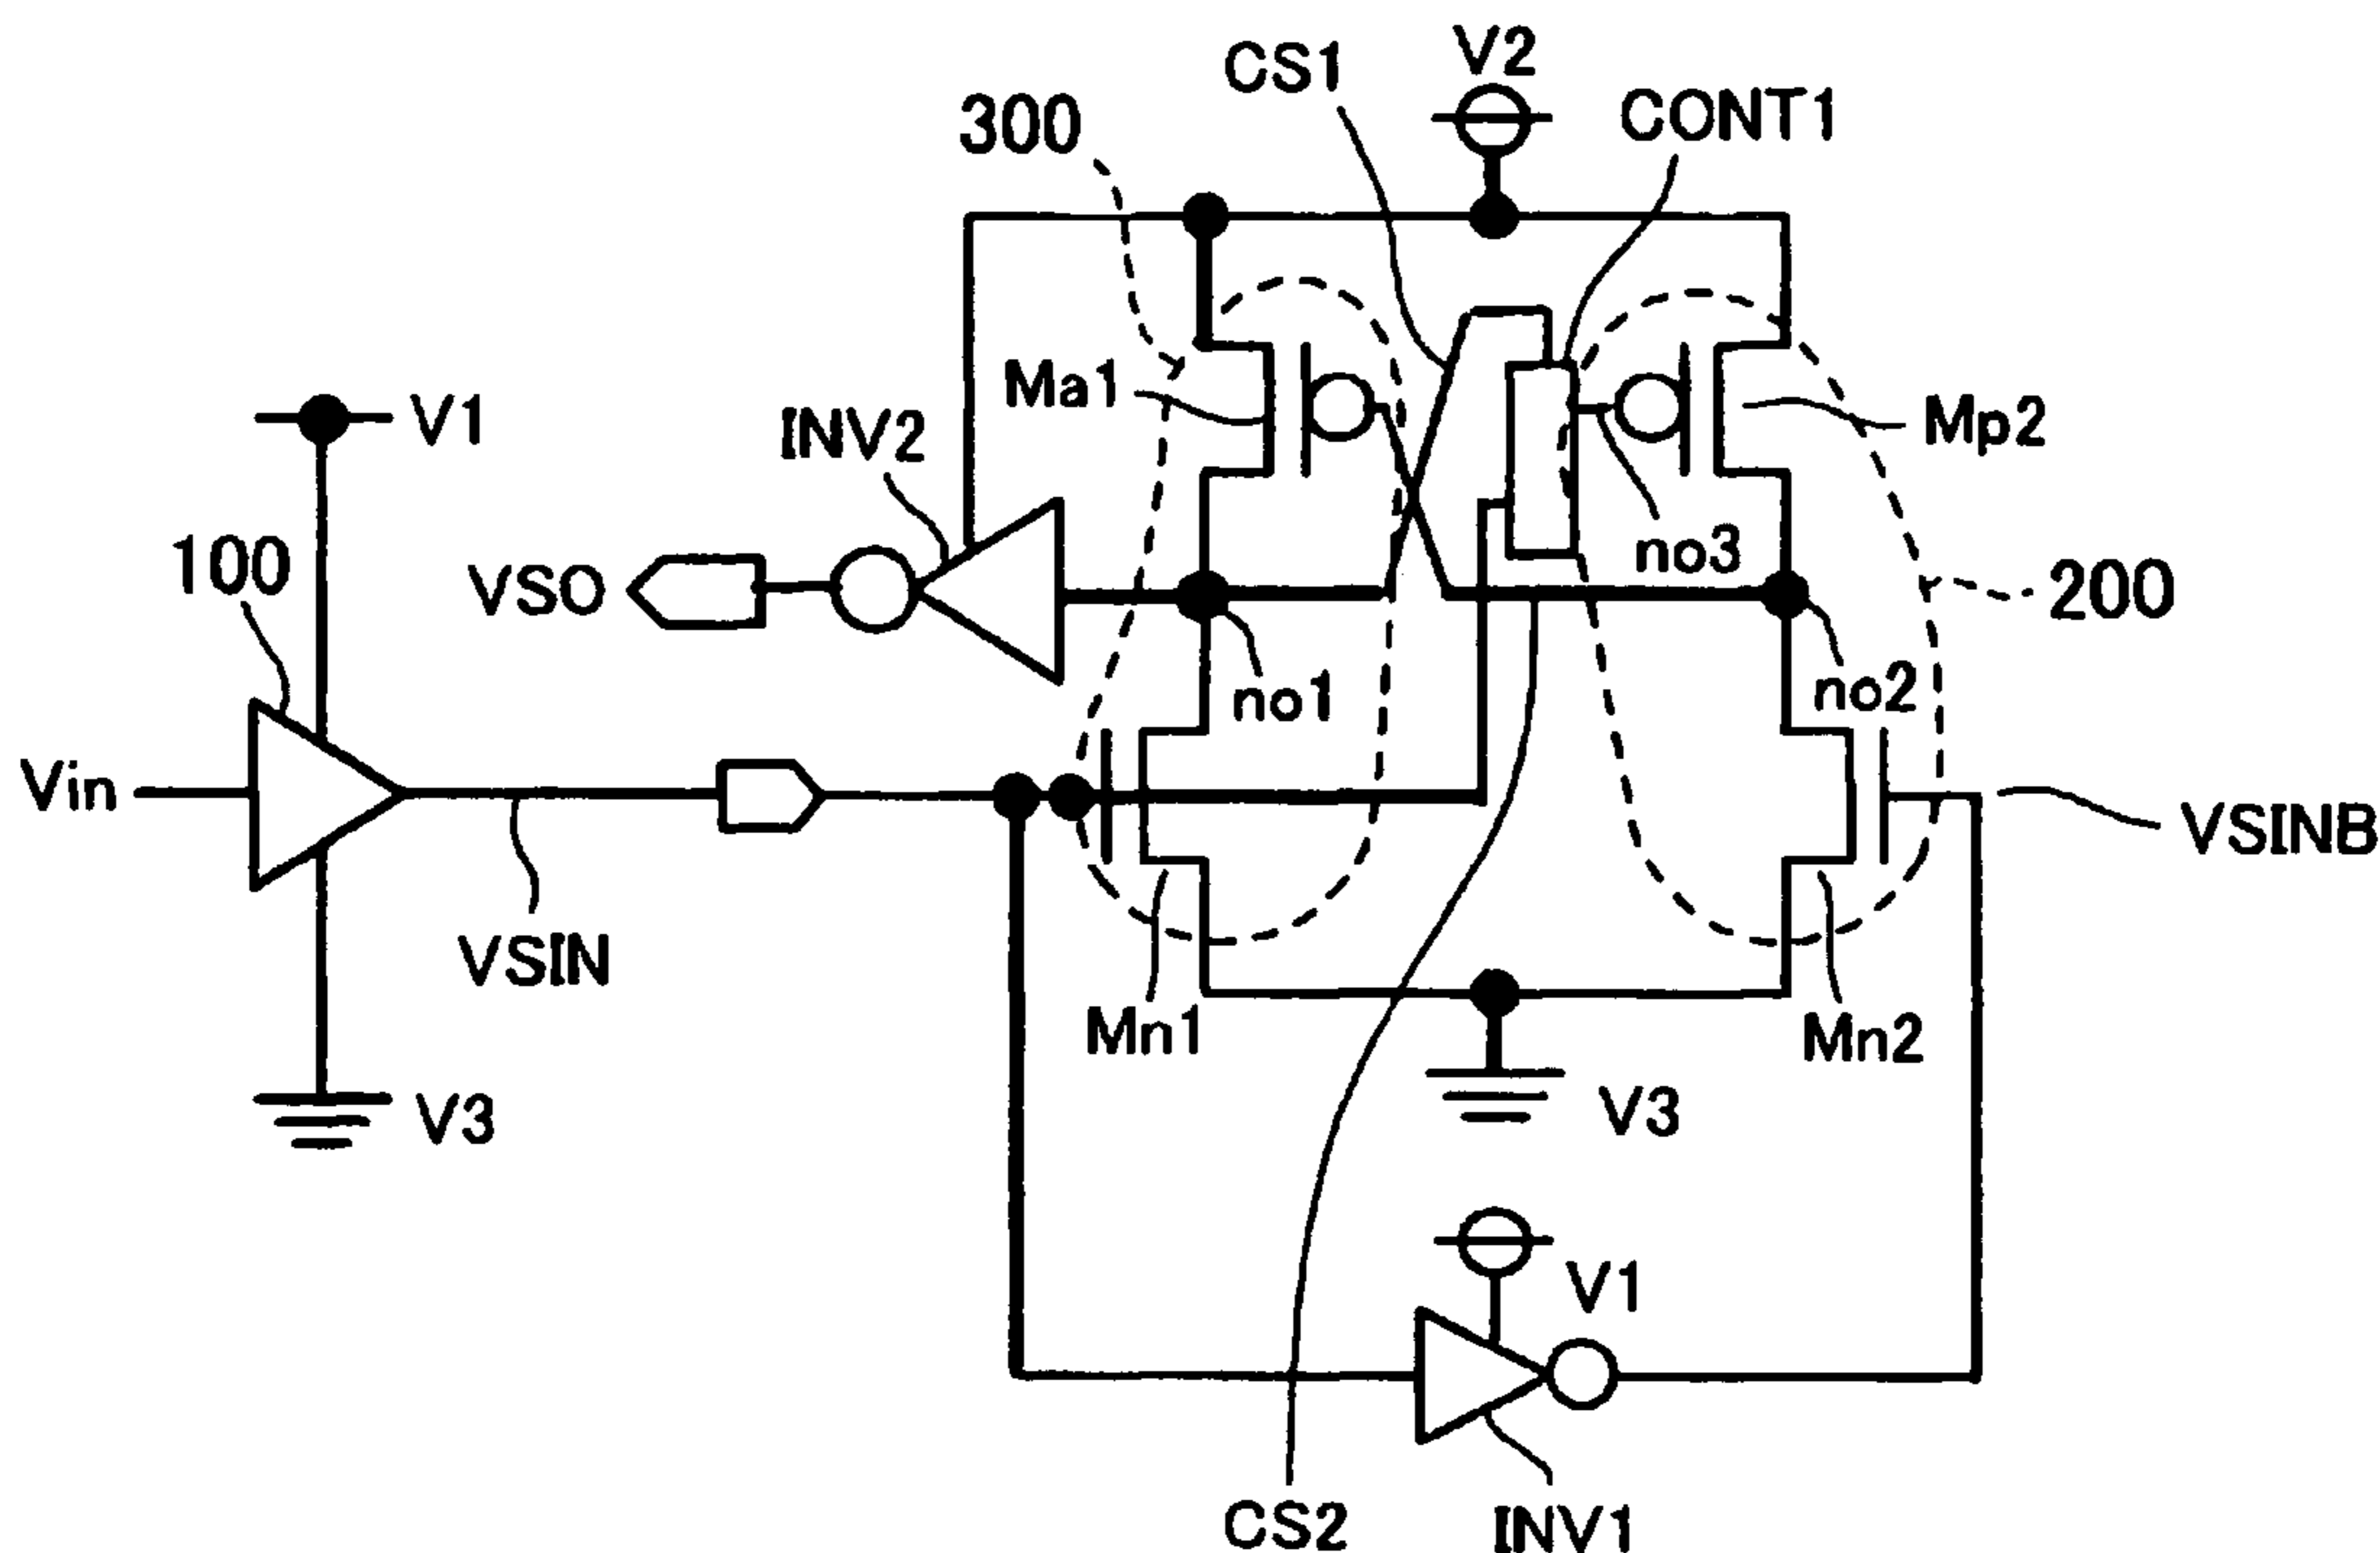 CS1
V2
CONT1
300
Ma1
Mp2
V1
INV2
100
VSO
no3
200
no1
no2
Vin
VSINB
VSIN
Mn1
Mn2
V3
V3
V1
CS2
INV1